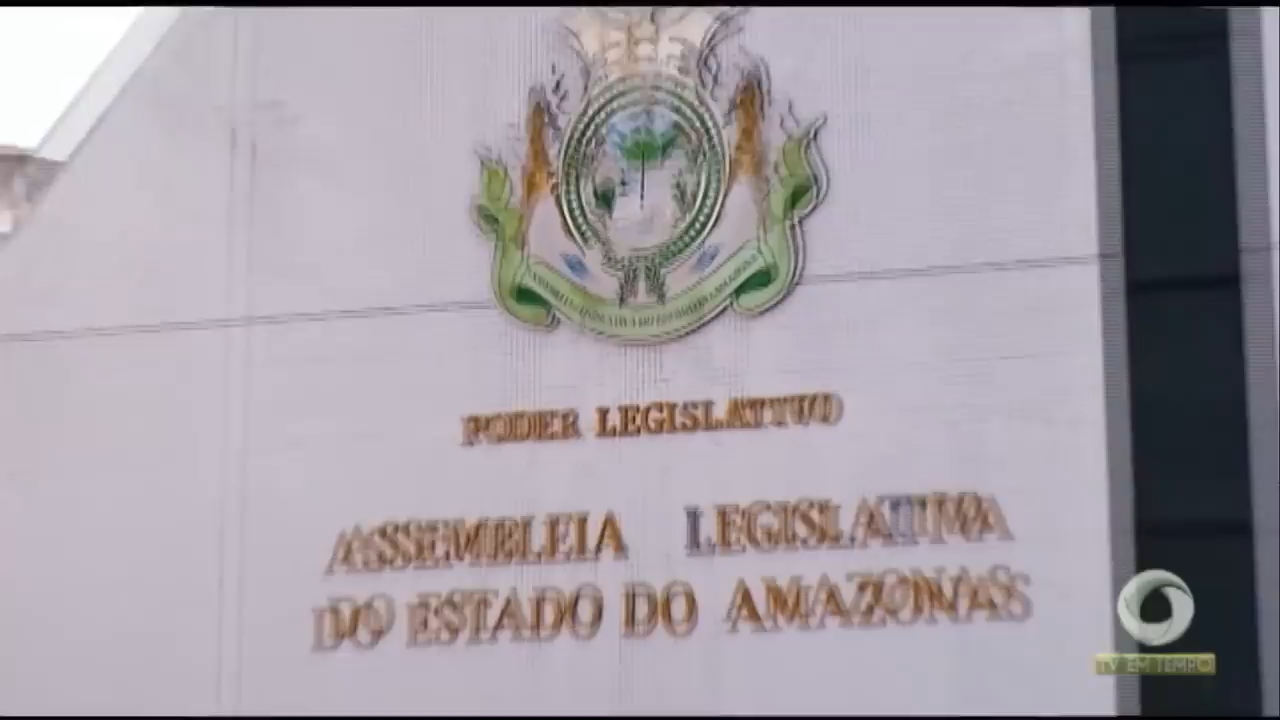 PODER LEGISLATIVO
ASSEMBLEIA LEGISLATIVA
DO ESTADO DO AMAZONAS
TV EM TEMPO